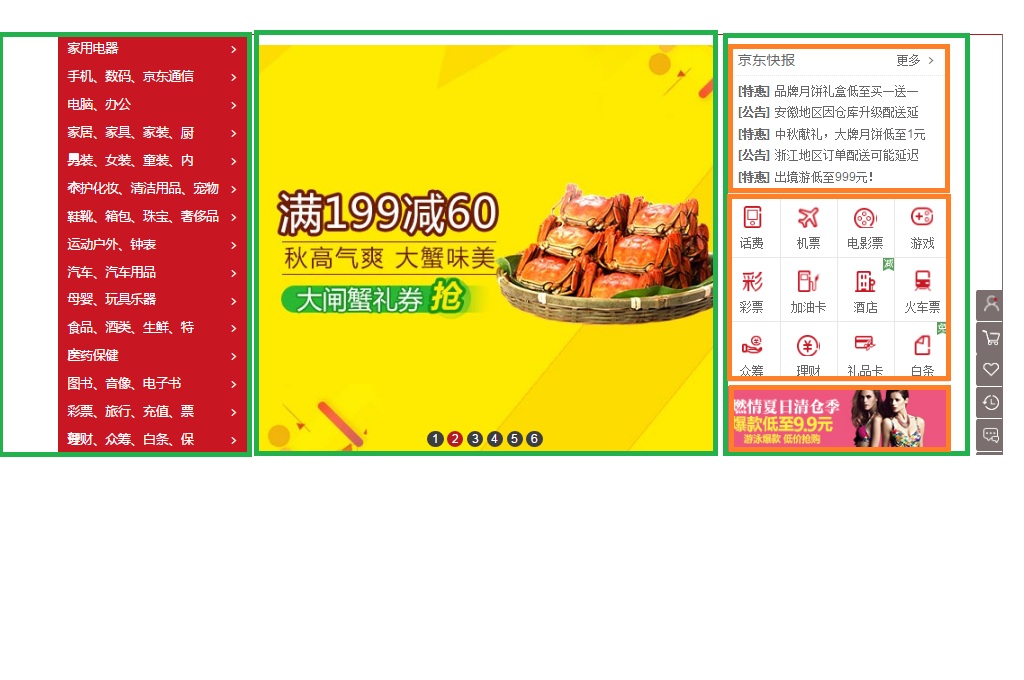 家用电器
手机、数码、京东通信
电脑、办公
家居、家具、家装、厨
男装、女装、童装、内
护化妆、清洁用品、宠物
鞋靴、箱包、珠宝、奢侈品
运动户外、钟表
汽车、汽车用品
母婴、玩具乐器
食品、酒类、生鲜、特
医药保健
图书、音像、电子书
彩票、旅行、充值、票
理财、众筹、白条、保
满199减60
秋高气爽 大蟹味美
大闸蟹礼券 抢
1 2 3 4 5 6
京东快报 更多
[特惠] 品牌月饼礼盒低至买一送一
[公告] 安徽地区因仓库升级配送延
[特惠] 中秋献礼，大牌月饼低至1元
[公告] 浙江地区订单配送可能延迟
[特惠] 出境游低至999元！
话费 机票 电影票 游戏
减
彩
彩票 加油卡 酒店 火车票
免
众筹 理财 礼品卡 白条
燃情夏日清仓季
爆款低至9.9元
游泳爆款 低价抢购